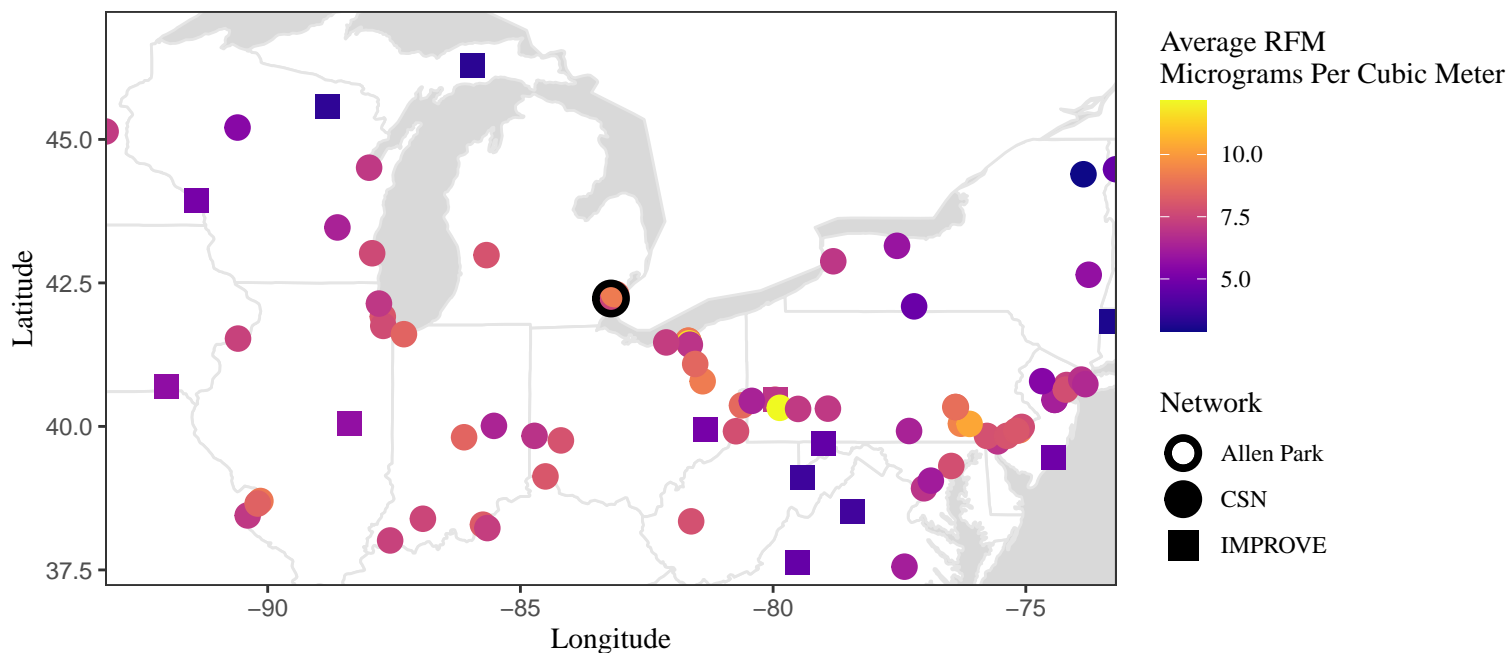 Average RFM
Micrograms Per Cubic Meter
10.0
7.5
5.0
Network
Allen Park
CSN
IMPROVE
Latitude
45.0
42.5
40.0
37.5
−90
−85
−80
−75
Longitude